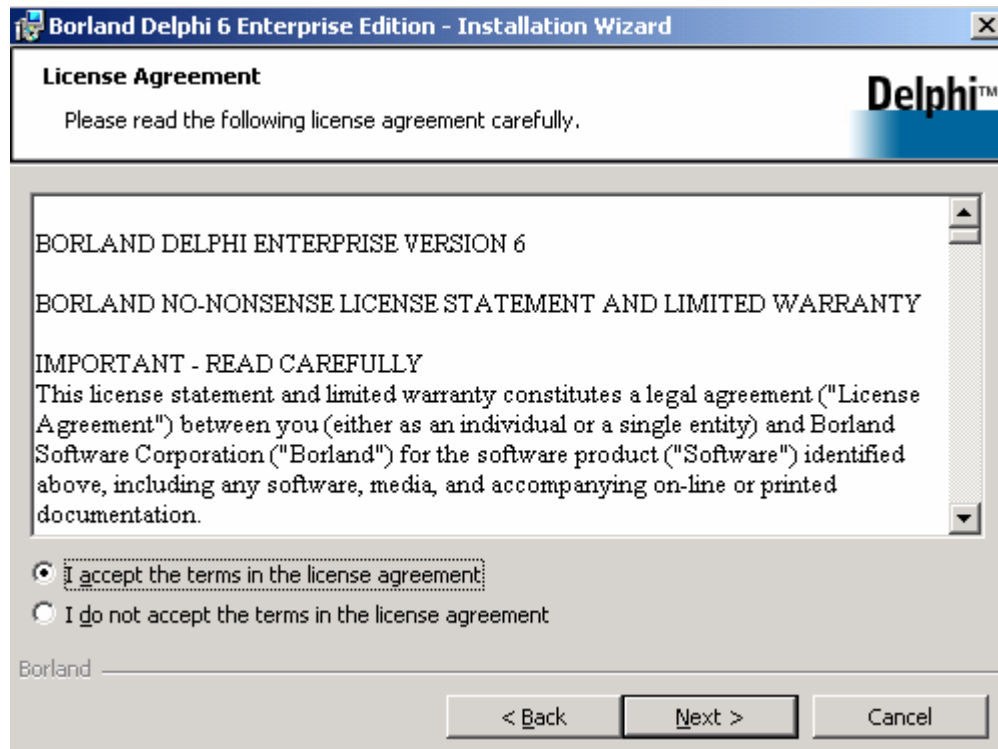 Borland Delphi 6 Enterprise Edition - Installation Wizard
License Agreement
Please read the following license agreement carefully.
Delphi™
BORLAND DELPHI ENTERPRISE VERSION 6
BORLAND NO-NONSENSE LICENSE STATEMENT AND LIMITED WARRANTY
IMPORTANT - READ CAREFULLY
This license statement and limited warranty constitutes a legal agreement ("License
Agreement") between you (either as an individual or a single entity) and Borland
Software Corporation ("Borland") for the software product ("Software") identified
above, including any software, media, and accompanying on-line or printed
documentation.
I accept the terms in the license agreement
I do not accept the terms in the license agreement
Borland
< Back Next > Cancel